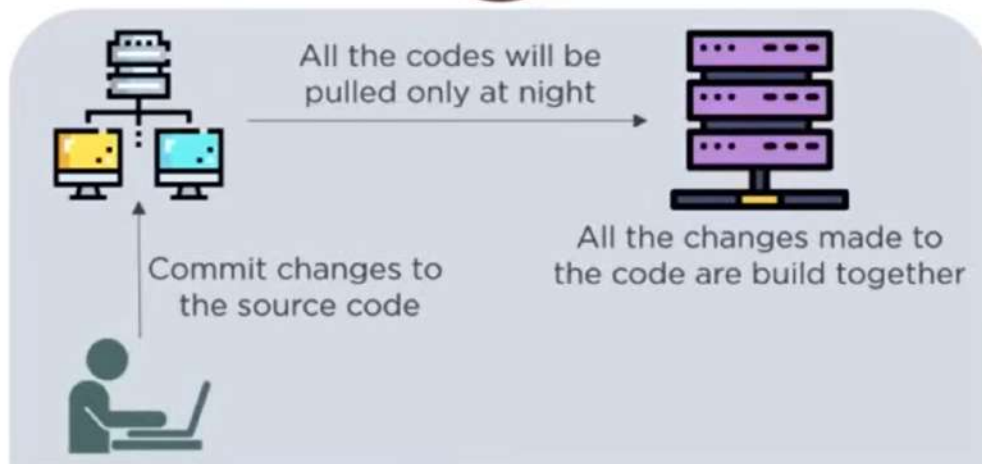 All the codes will be
pulled only at night
All the changes made to
the code are build together
Commit changes to
the source code